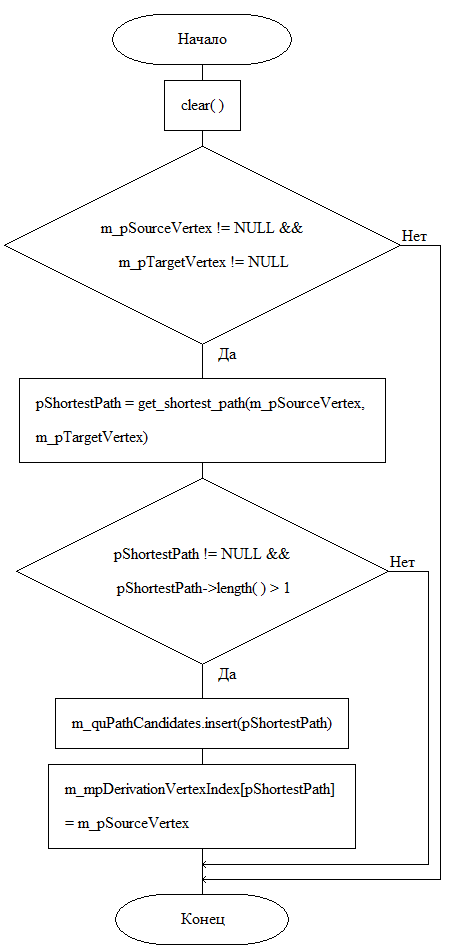 Начало
clear( )
m_pSourceVertex != NULL &&
m_pTargetVertex != NULL
Нет
Да
pShortestPath = get_shortest_path(m_pSourceVertex,
m_pTargetVertex)
pShortestPath != NULL &&
pShortestPath->length( ) > 1
Нет
Да
m_quPathCandidates.insert(pShortestPath)
m_mpDerivationVertexIndex[pShortestPath]
= m_pSourceVertex
Конец